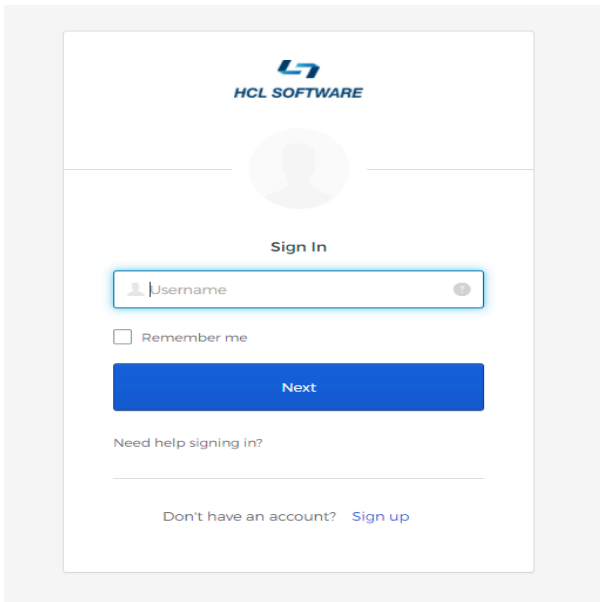 HCL SOFTWARE
Sign In
Username
?
Remember me
Next
Need help signing in?
Don't have an account? Sign up